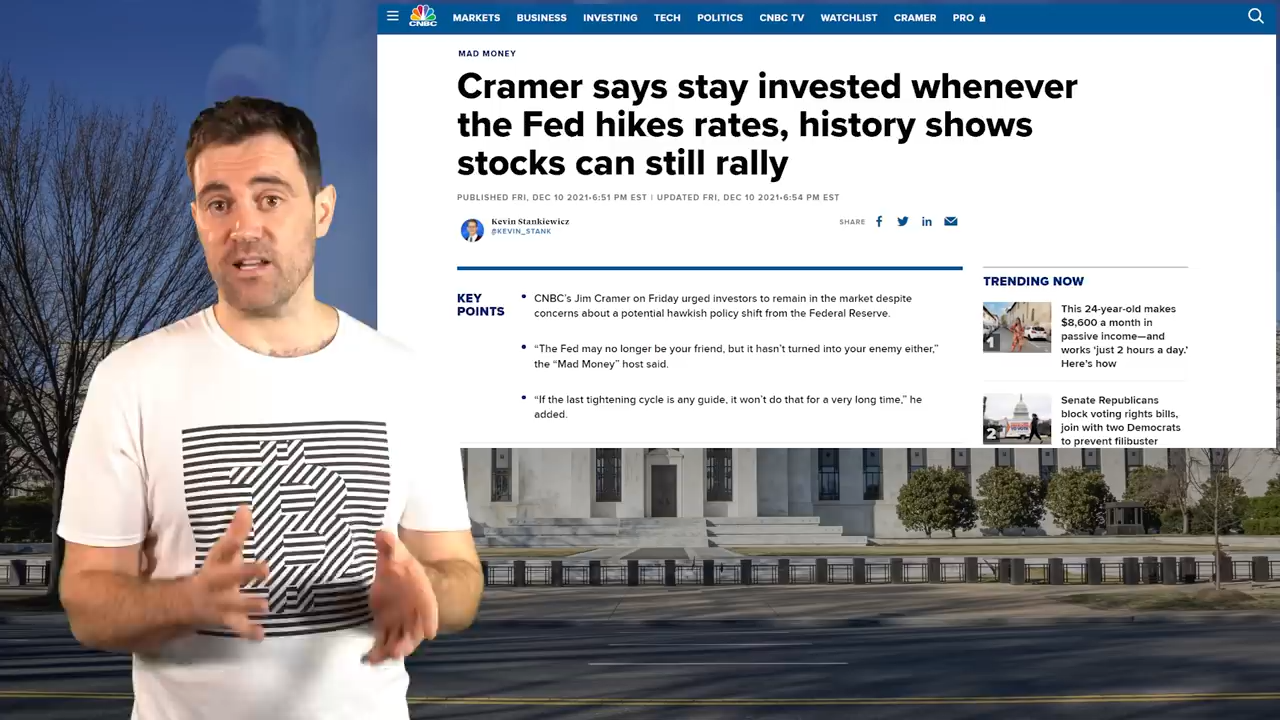 CNBC
MARKETS BUSINESS INVESTING TECH POLITICS CNBC TV WATCHLIST CRAMER PRO
MAD MONEY
Cramer says stay invested whenever
the Fed hikes rates, history shows
stocks can still rally
PUBLISHED FRI, DEC 10 2021•6:51 PM EST | UPDATED FRI, DEC 10 2021•6:54 PM EST
Kevin Stankiewicz
@KEVIN_STANK
SHARE
KEY
POINTS
• CNBC's Jim Cramer on Friday urged investors to remain in the market despite
concerns about a potential hawkish policy shift from the Federal Reserve.
• “The Fed may no longer be your friend, but it hasn't turned into your enemy either,”
the “Mad Money” host said.
• “If the last tightening cycle is any guide, it won't do that for a very long time,” he
added.
TRENDING NOW
1
This 24-year-old makes
$8,600 a month in
passive income—and
works ‘just 2 hours a day.’
Here's how
2
Senate Republicans
block voting rights bills,
join with two Democrats
to prevent filibuster